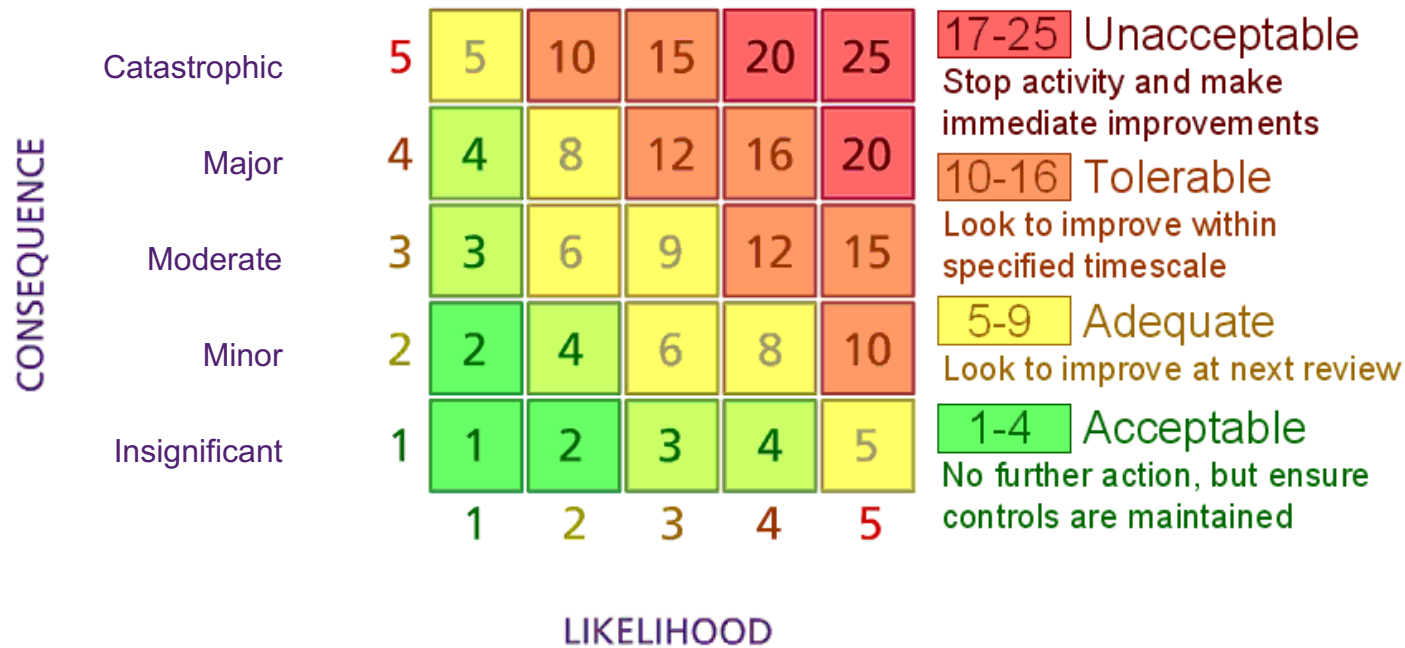 CONSEQUENCE
Catastrophic 5 5 10 15 20 25
Major 4 4 8 12 16 20
Moderate 3 3 6 9 12 15
Minor 2 2 4 6 8 10
Insignificant 1 1 2 3 4 5
1 2 3 4 5
LIKELIHOOD
17-25 Unacceptable
Stop activity and make
immediate improvements
10-16 Tolerable
Look to improve within
specified timescale
5-9 Adequate
Look to improve at next review
1-4 Acceptable
No further action, but ensure
controls are maintained